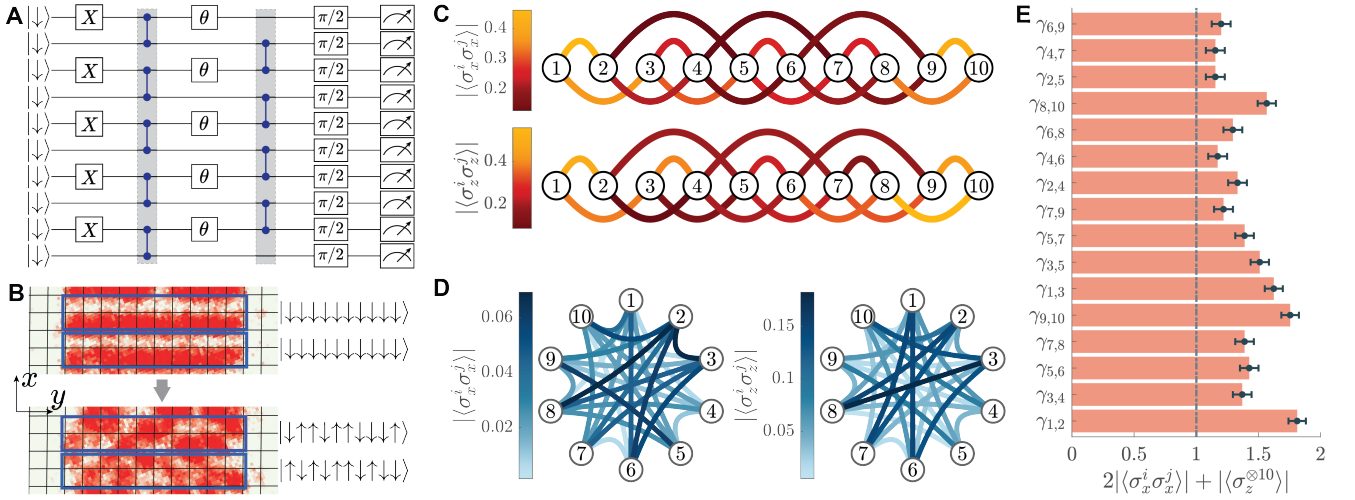 A
|↓⟩ X θ π/2
|↓⟩ π/2
|↓⟩ X θ π/2
|↓⟩ π/2
|↓⟩ X θ π/2
|↓⟩ π/2
|↓⟩ X θ π/2
|↓⟩ π/2
|↓⟩ X θ π/2
|↓⟩ π/2
B
|↓↓↓↓↓↓↓↓↓↓⟩
|↓↓↓↓↓↓↓↓↓↓⟩
x
y
|↓↑↑↓↑↑↓↓↓↑⟩
|↑↓↑↓↑↑↓↑↓↓⟩
C
|⟨σ_x^i σ_x^j⟩|
0.4
0.3
0.2
1 2 3 4 5 6 7 8 9 10
|⟨σ_z^i σ_z^j⟩|
0.4
0.2
1 2 3 4 5 6 7 8 9 10
D
|⟨σ_x^i σ_x^j⟩|
0.06
0.04
0.02
1 2 3 4 5 6 7 8 9 10
|⟨σ_z^i σ_z^j⟩|
0.15
0.1
0.05
1 2 3 4 5 6 7 8 9 10
E
γ6,9
γ4,7
γ2,5
γ8,10
γ6,8
γ4,6
γ2,4
γ7,9
γ5,7
γ3,5
γ1,3
γ9,10
γ7,8
γ5,6
γ3,4
γ1,2
0 0.5 1 1.5 2
2|⟨σ_x^i σ_x^j⟩| + |⟨σ_z^⊗10⟩|